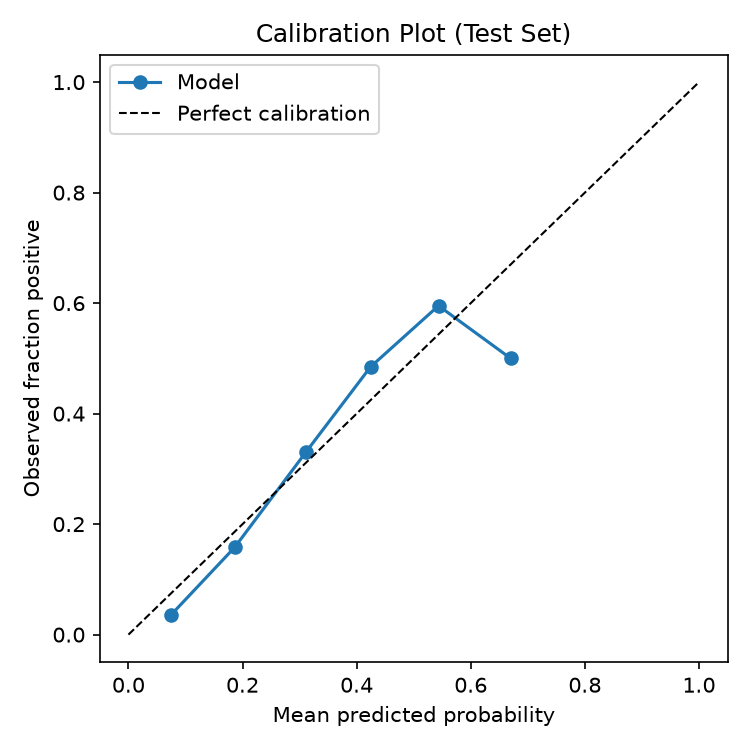 Calibration Plot (Test Set)
Model
Perfect calibration
Observed fraction positive
1.0
0.8
0.6
0.4
0.2
0.0
0.0 0.2 0.4 0.6 0.8 1.0
Mean predicted probability